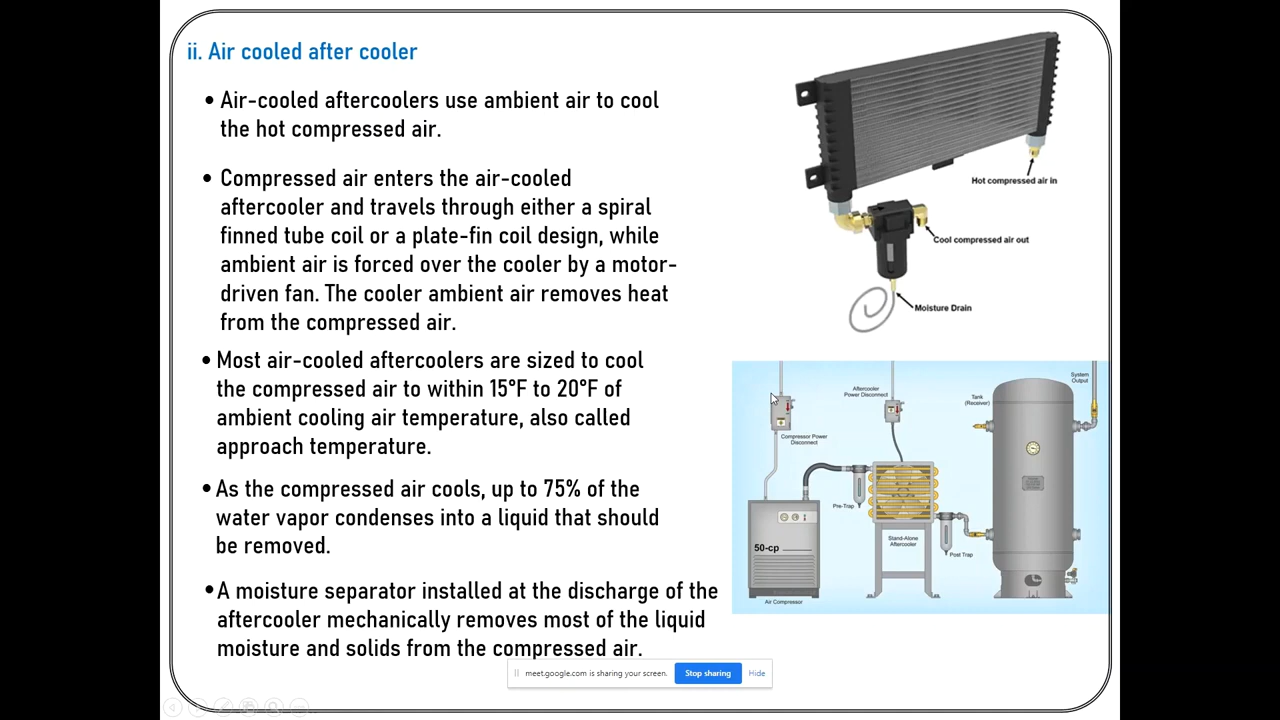 ii. Air cooled after cooler
• Air-cooled aftercoolers use ambient air to cool
the hot compressed air.
• Compressed air enters the air-cooled
aftercooler and travels through either a spiral
finned tube coil or a plate-fin coil design, while
ambient air is forced over the cooler by a motor-
driven fan. The cooler ambient air removes heat
from the compressed air.
• Most air-cooled aftercoolers are sized to cool
the compressed air to within 15°F to 20°F of
ambient cooling air temperature, also called
approach temperature.
• As the compressed air cools, up to 75% of the
water vapor condenses into a liquid that should
be removed.
• A moisture separator installed at the discharge of the
aftercooler mechanically removes most of the liquid
moisture and solids from the compressed air.
Hot compressed air in
Cool compressed air out
Moisture Drain
System
Output
Aftercooler
Power Disconnect
Tank
(Receiver)
Compressor Power
Disconnect
Pre-Trap
Stand-Alone
Aftercooler
Post Trap
50-cp
Air Compressor
meet.google.com is sharing your screen.
Stop sharing
Hide